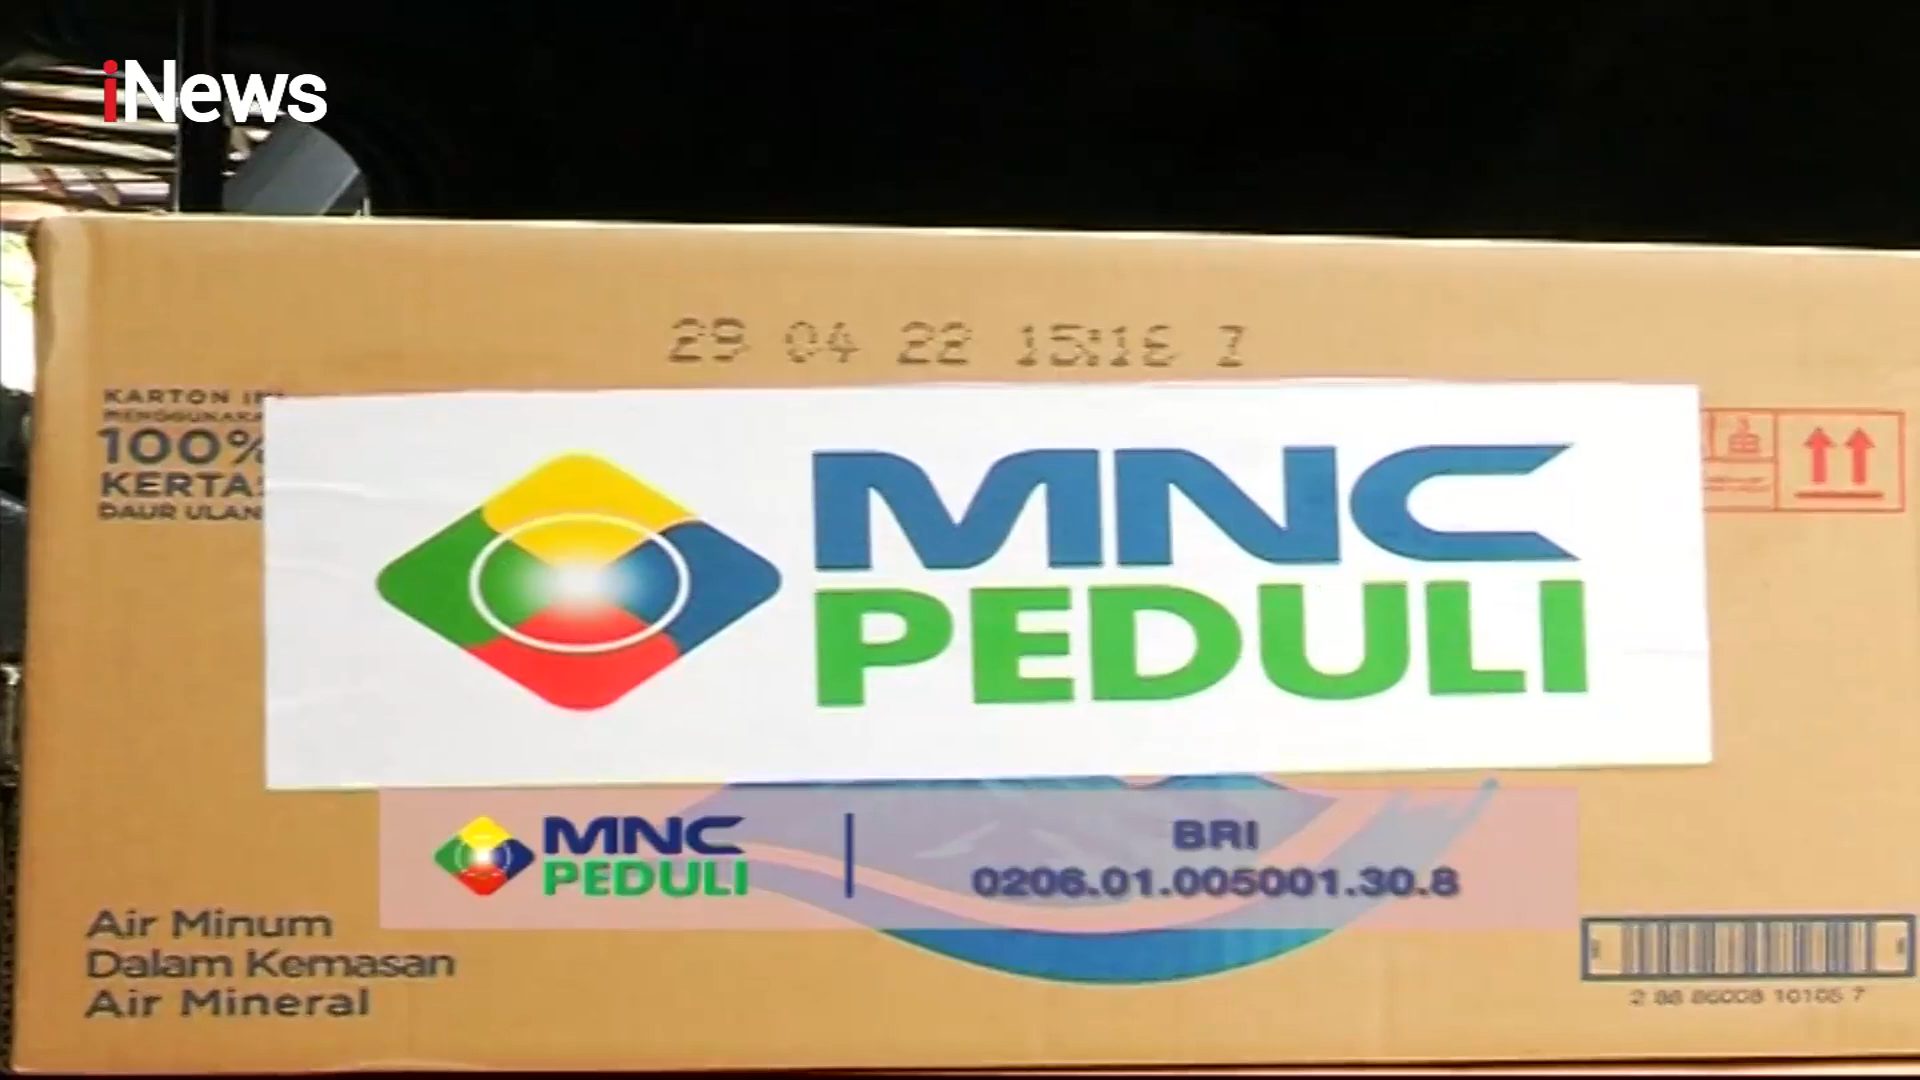 iNews
29 04 22 15:16 Z
KARTON INI
100%
KERTAS
DAUR ULANG
MNC
PEDULI
MNC
PEDULI
BRI
0206.01.005001.30.8
Air Minum
Dalam Kemasan
Air Mineral